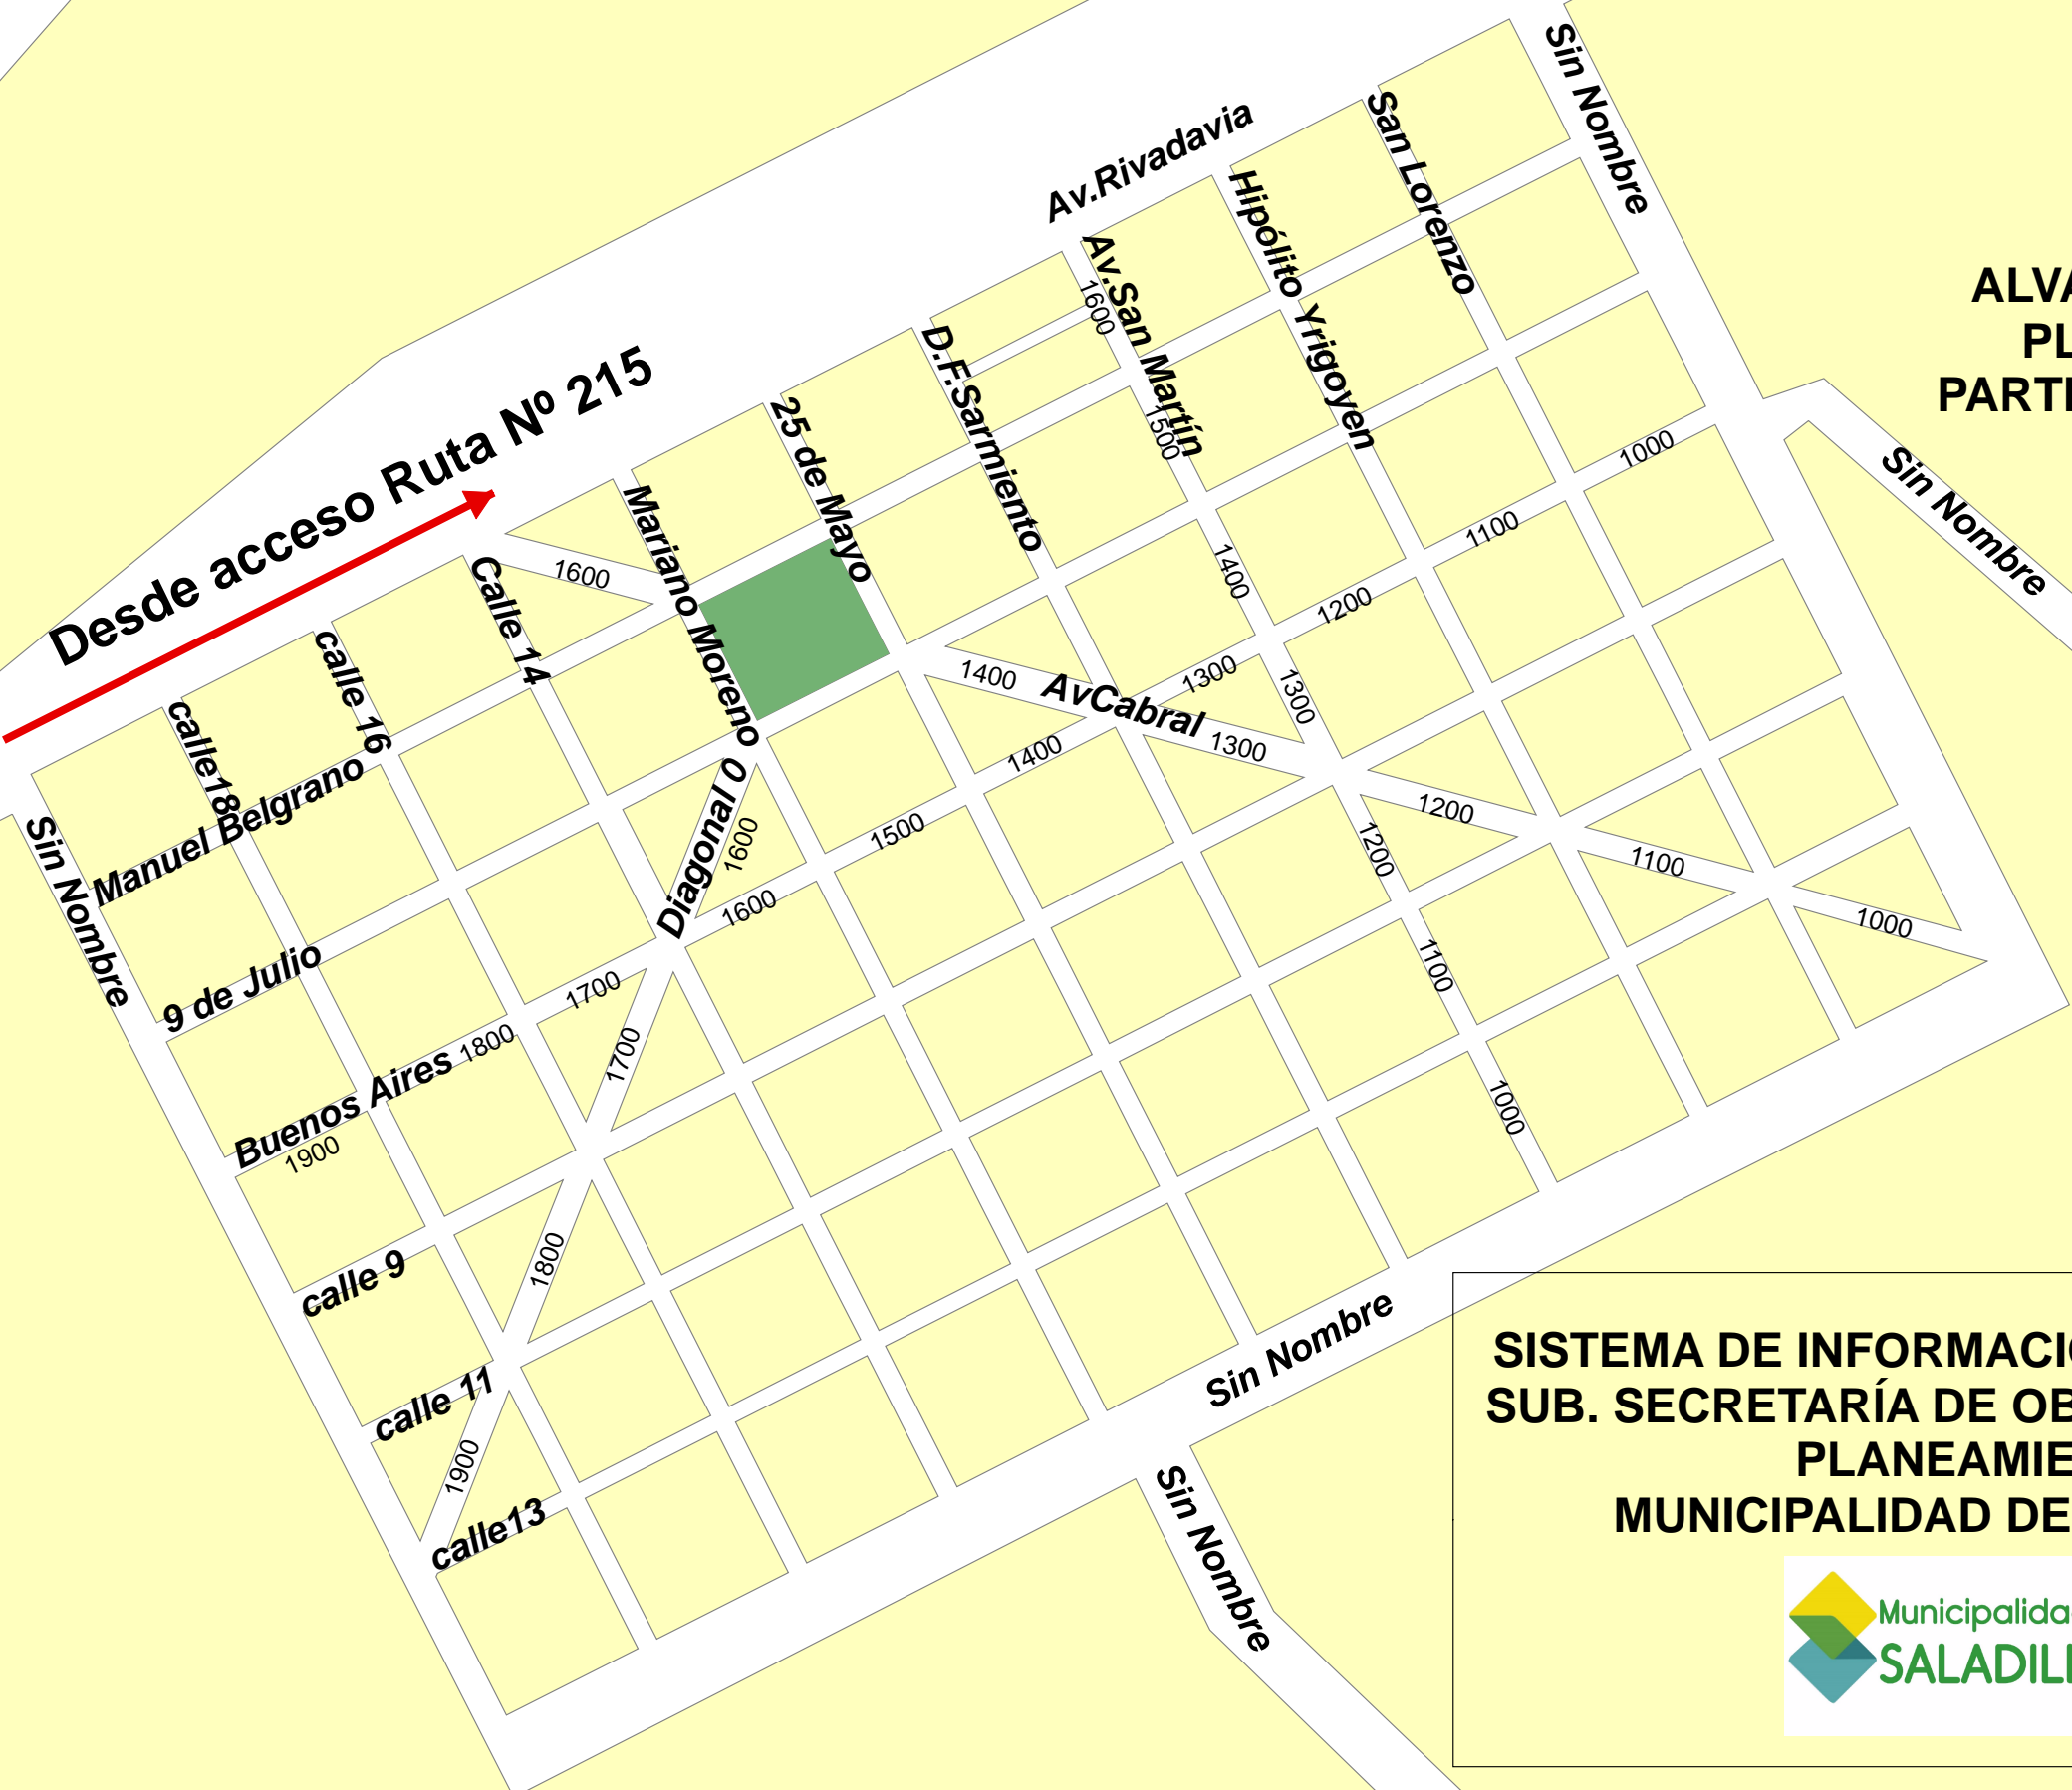 Sin Nombre
San Lorenzo
Av.Rivadavia
Hipólito Yrigoyen
Av.San Martín
1600
1500
1400
1300
1200
1100
1000
D.F.Sarmiento
25 de Mayo
Mariano Moreno
Desde acceso Ruta Nº 215
1600
Calle 14
calle 16
calle18
Sin Nombre
Manuel Belgrano
9 de Julio
Buenos Aires
1900
1800
1700
1600
1500
1400
1300
1200
1100
1000
AvCabral
1400
1300
1200
1100
1000
Diagonal 0
1600
1700
1800
1900
calle 9
calle 11
calle13
Sin Nombre
Sin Nombre
Sin Nombre
ALVA
PL
PARTI
SISTEMA DE INFORMACIÓ
SUB. SECRETARÍA DE OB
PLANEAMIE
MUNICIPALIDAD DE
Municipalida
SALADILL